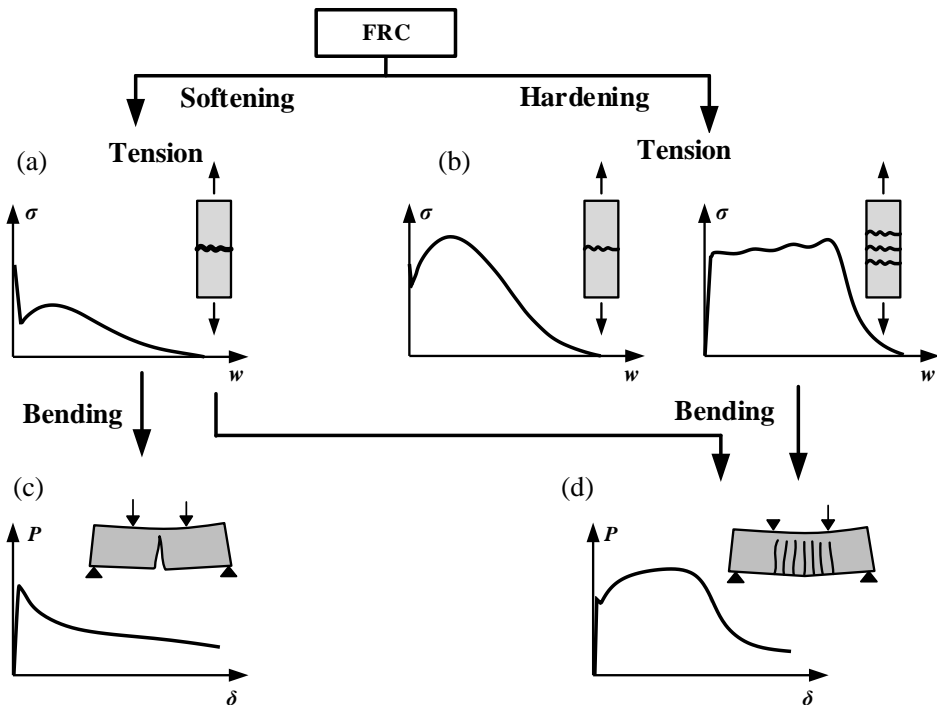 FRC
Softening
Hardening
Tension
Tension
(a)
(b)
σ
w
σ
w
σ
w
Bending
Bending
(c)
(d)
P
δ
P
δ